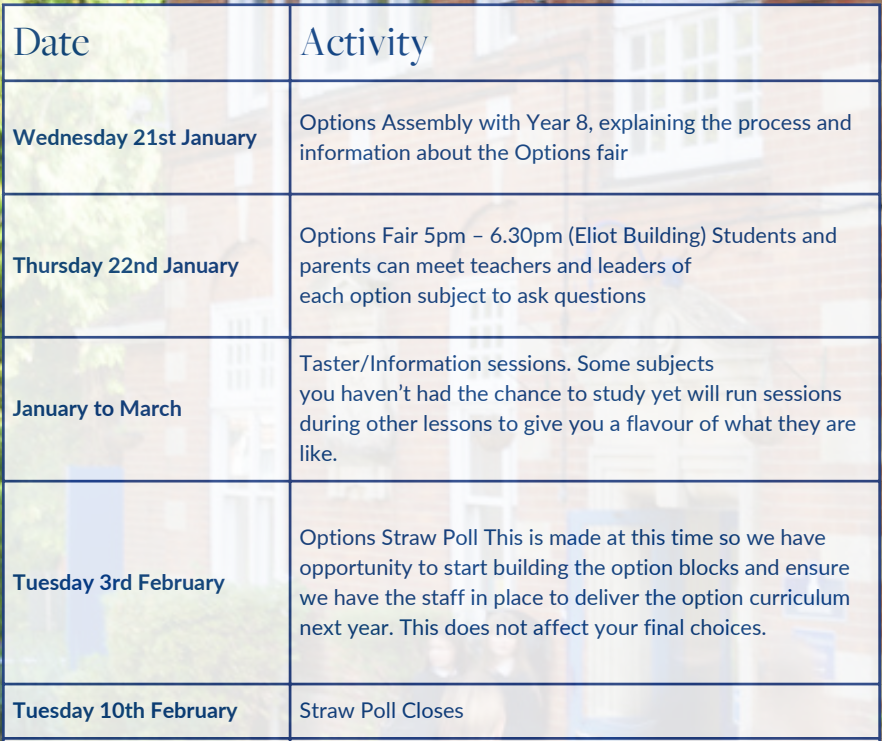 Date
Activity
Wednesday 21st January
Options Assembly with Year 8, explaining the process and
information about the Options fair
Thursday 22nd January
Options Fair 5pm – 6.30pm (Eliot Building) Students and
parents can meet teachers and leaders of
each option subject to ask questions
January to March
Taster/Information sessions. Some subjects
you haven’t had the chance to study yet will run sessions
during other lessons to give you a flavour of what they are
like.
Tuesday 3rd February
Options Straw Poll This is made at this time so we have
opportunity to start building the option blocks and ensure
we have the staff in place to deliver the option curriculum
next year. This does not affect your final choices.
Tuesday 10th February
Straw Poll Closes